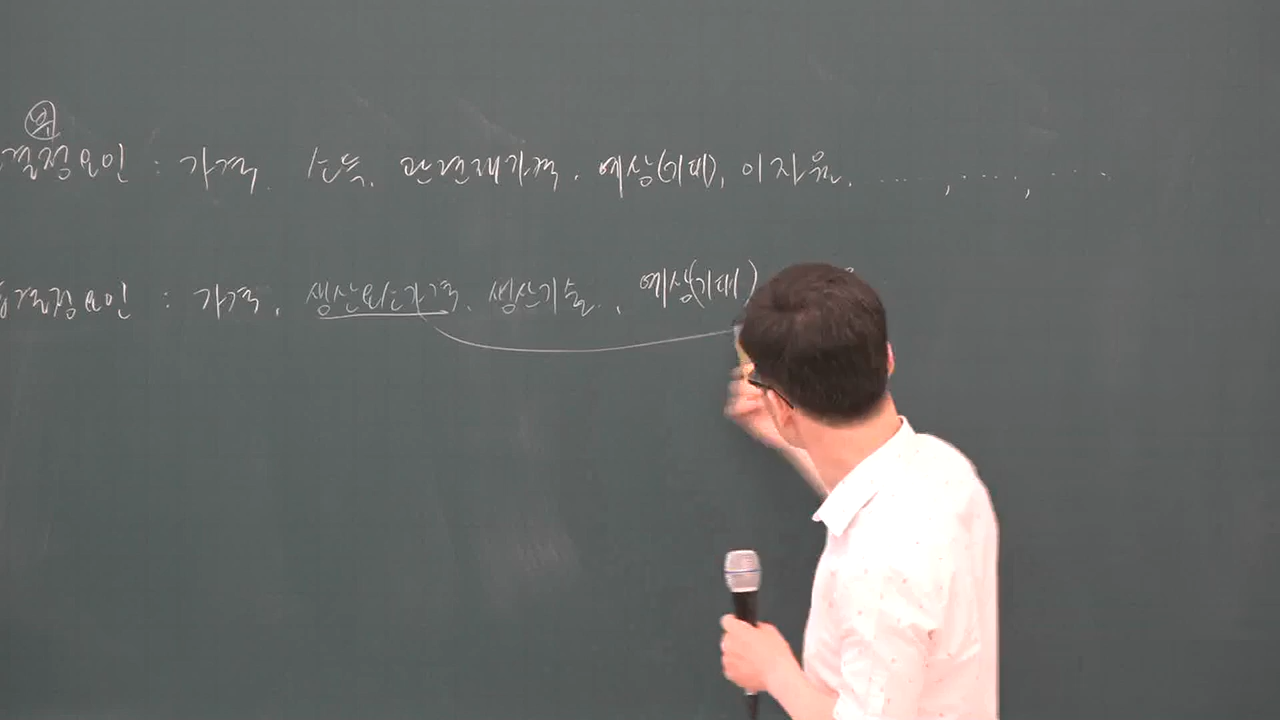 결정요인 : 가격, 소득, 관련재가격, 예상(기대), 이자율, ....., ....., .....
결정요인 : 가격, 생산요소가격, 생산기술, 예상(기대)